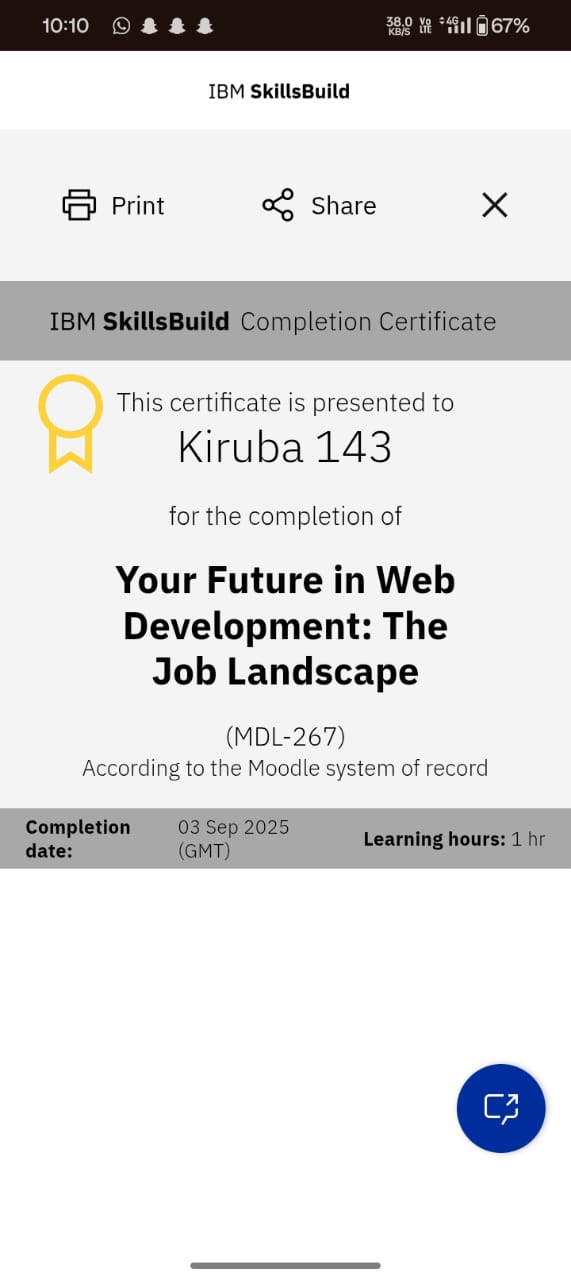 10:10 38.0 KB/S Vo LTE 4G 67%
IBM SkillsBuild
Print Share
IBM SkillsBuild Completion Certificate
This certificate is presented to
Kiruba 143
for the completion of
Your Future in Web
Development: The
Job Landscape
(MDL-267)
According to the Moodle system of record
Completion date: 03 Sep 2025 (GMT) Learning hours: 1 hr